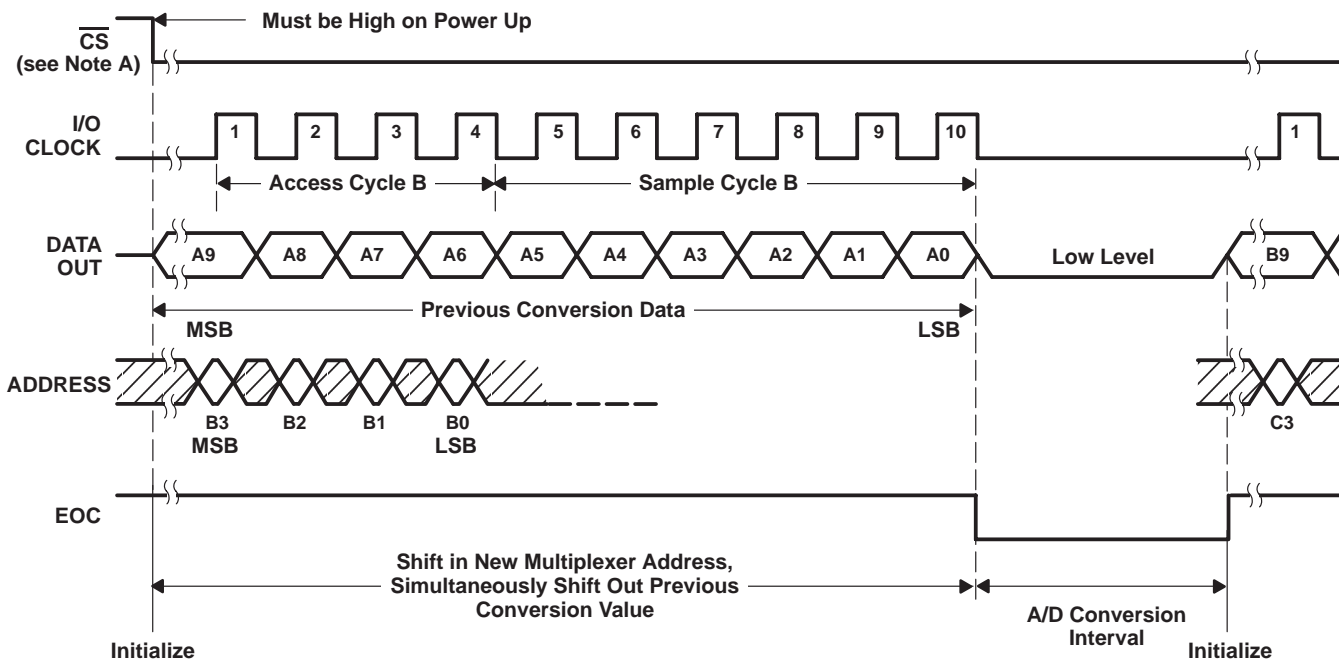 Must be High on Power Up
CS
(see Note A)
I/O
CLOCK
1 2 3 4 5 6 7 8 9 10 1
Access Cycle B Sample Cycle B
DATA
OUT
A9 A8 A7 A6 A5 A4 A3 A2 A1 A0 Low Level B9
Previous Conversion Data
MSB LSB
ADDRESS
B3 B2 B1 B0 C3
MSB LSB
EOC
Shift in New Multiplexer Address,
Simultaneously Shift Out Previous
Conversion Value
A/D Conversion
Interval
Initialize Initialize